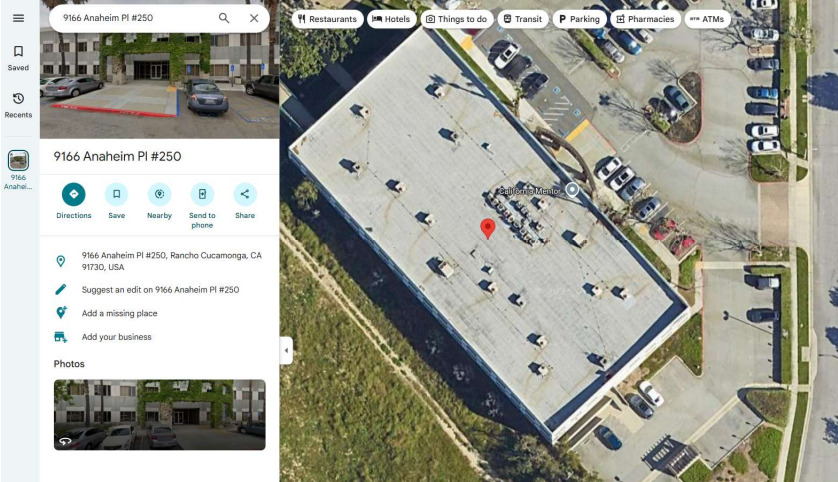 9166 Anaheim Pl #250
Restaurants
Hotels
Things to do
Transit
Parking
Pharmacies
ATMs
Saved
Recents
9166
Anahei...
9166 Anaheim Pl #250
Directions
Save
Nearby
Send to
phone
Share
9166 Anaheim Pl #250, Rancho Cucamonga, CA
91730, USA
Suggest an edit on 9166 Anaheim Pl #250
Add a missing place
Add your business
Photos
California Mentor